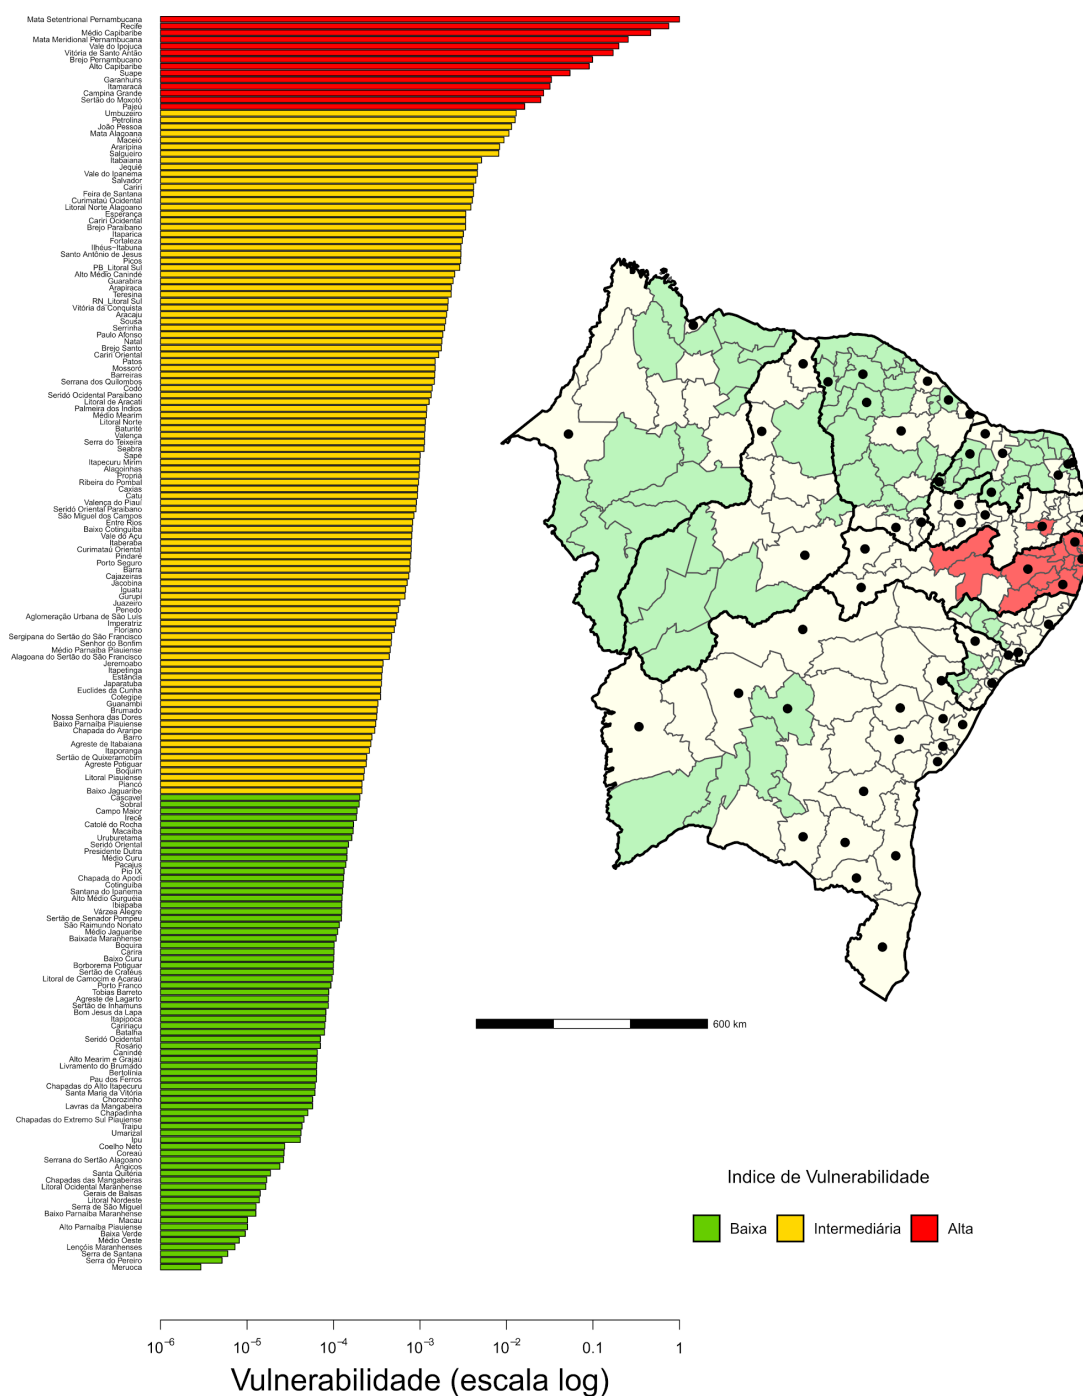 Mata Setentrional Pernambucana
Recife
Médio Capibaribe
Mata Meridional Pernambucana
Vale do Ipojuca
Vitória de Santo Antão
Brejo Pernambucano
Alto Capibaribe
Suape
Garanhuns
Itamaracá
Campina Grande
Sertão do Moxotó
Pajeú
Umbuzeiro
Petrolina
João Pessoa
Mata Alagoana
Maceió
Araripina
Salgueiro
Itabaiana
Jequié
Vale do Ipanema
Salvador
Cariri
Feira de Santana
Curimataú Ocidental
Litoral Norte Alagoano
Esperança
Cariri Ocidental
Brejo Paraibano
Itaparica
Fortaleza
Ilhéus−Itabuna
Santo Antônio de Jesus
Picos
PB_Litoral Sul
Alto Médio Canindé
Guarabira
Arapiraca
Teresina
RN_Litoral Sul
Vitória da Conquista
Aracaju
Sousa
Serrinha
Paulo Afonso
Natal
Brejo Santo
Cariri Oriental
Patos
Mossoró
Barreiras
Serrana dos Quilombos
Codó
Seridó Ocidental Paraibano
Litoral de Aracati
Palmeira dos Índios
Médio Mearim
Litoral Norte
Baturité
Valença
Serra do Teixeira
Seabra
Sapé
Itapecuru Mirim
Alagoinhas
Propriá
Ribeira do Pombal
Caxias
Catu
Valença do Piauí
Seridó Oriental Paraibano
São Miguel dos Campos
Entre Rios
Baixo Cotinguiba
Vale do Açu
Itaberaba
Curimataú Oriental
Pindaré
Porto Seguro
Barra
Cajazeiras
Jacobina
Iguatu
Gurupi
Juazeiro
Penedo
Aglomeração Urbana de São Luís
Imperatriz
Floriano
Sergipana do Sertão do São Francisco
Senhor do Bonfim
Médio Parnaíba Piauiense
Alagoana do Sertão do São Francisco
Jeremoabo
Itapetinga
Estância
Japaratuba
Euclides da Cunha
Cotegipe
Guanambi
Brumado
Nossa Senhora das Dores
Baixo Parnaíba Piauiense
Chapada do Araripe
Barro
Agreste de Itabaiana
Itaporanga
Sertão de Quixeramobim
Agreste Potiguar
Boquim
Litoral Piauiense
Piancó
Baixo Jaguaribe
Cascavel
Sobral
Campo Maior
Irecê
Catolé do Rocha
Macaíba
Uruburetama
Seridó Oriental
Presidente Dutra
Médio Curu
Pacajus
Pio IX
Chapada do Apodi
Cotinguiba
Santana do Ipanema
Alto Médio Gurguéia
Ibiapaba
Várzea Alegre
Sertão de Senador Pompeu
São Raimundo Nonato
Médio Jaguaribe
Baixada Maranhense
Boquira
Carira
Baixo Curu
Borborema Potiguar
Sertão de Crateús
Litoral de Camocim e Acaraú
Porto Franco
Tobias Barreto
Agreste de Lagarto
Sertão de Inhamuns
Bom Jesus da Lapa
Itapipoca
Caririaçu
Batalha
Seridó Ocidental
Rosário
Canindé
Alto Mearim e Grajaú
Livramento do Brumado
Bertolínia
Pau dos Ferros
Chapadas do Alto Itapecuru
Santa Maria da Vitória
Chorozinho
Lavras da Mangabeira
Chapadinha
Chapadas do Extremo Sul Piauiense
Traipu
Umarizal
Ipu
Coelho Neto
Coreaú
Serrana do Sertão Alagoano
Angicos
Santa Quitéria
Chapadas das Mangabeiras
Litoral Ocidental Maranhense
Gerais de Balsas
Litoral Nordeste
Serra de São Miguel
Baixo Parnaíba Maranhense
Macau
Alto Parnaíba Piauiense
Baixa Verde
Médio Oeste
Lençóis Maranhenses
Serra de Santana
Serra do Pereiro
Meruoca
10⁻⁶ 10⁻⁵ 10⁻⁴ 10⁻³ 10⁻² 0.1 1
Vulnerabilidade (escala log)
600 km
Indice de Vulnerabilidade
Baixa Intermediária Alta